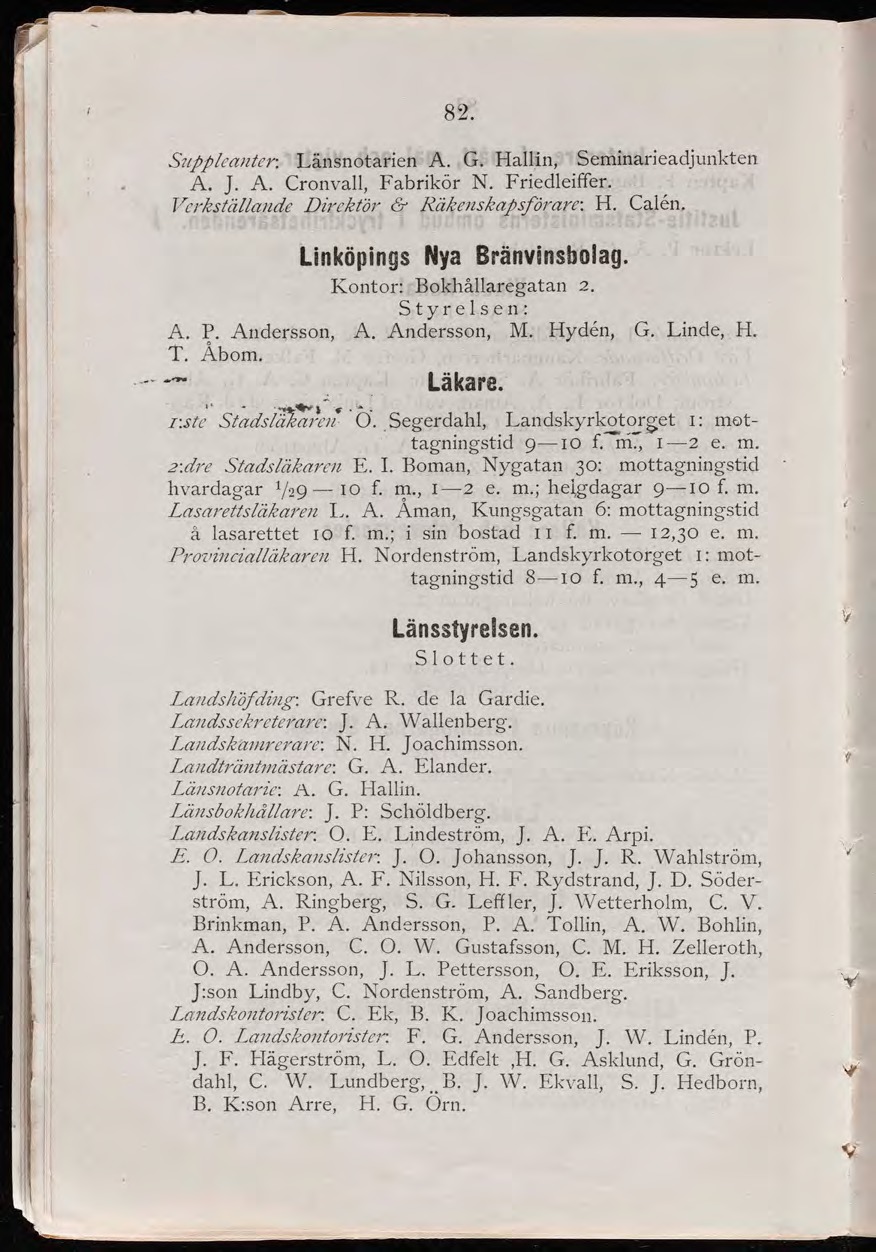 82.
Suppleanter: Länsnotarien A. G. Hallin, Seminarieadjunkten
A. J. A. Cronvall, Fabrikör N. Friedleiffer.
Verkställande Direktör & Räkenskapsförare: H. Calén.
Linköpings Nya Bränvinsbolag.
Kontor: Bokhållaregatan 2.
Styrelsen:
A. P. Andersson, A. Andersson, M. Hydén, G. Linde, H.
T. Åbom.
Läkare.
1:ste Stadsläkaren O. Segerdahl, Landskyrkotorget 1: mot-
tagningstid 9—10 f. m., 1—2 e. m.
2:dre Stadsläkaren E. I. Boman, Nygatan 30: mottagningstid
hvardagar 1/29 — 10 f. m., 1—2 e. m.; helgdagar 9—10 f. m.
Lasarettsläkaren L. A. Åman, Kungsgatan 6: mottagningstid
å lasarettet 10 f. m.; i sin bostad 11 f. m. — 12,30 e. m.
Provincialläkaren H. Nordenström, Landskyrkotorget 1: mot-
tagningstid 8—10 f. m., 4—5 e. m.
Länsstyrelsen.
Slottet.
Landshöfding: Grefve R. de la Gardie.
Landssekreterare: J. A. Wallenberg.
Landskamrerare: N. H. Joachimsson.
Landträntmästare: G. A. Elander.
Länsnotarie: A. G. Hallin.
Länsbokhållare: J. P: Schöldberg.
Landskanslister: O. E. Lindeström, J. A. E. Arpi.
E. O. Landskanslister: J. O. Johansson, J. J. R. Wahlström,
J. L. Erickson, A. F. Nilsson, H. F. Rydstrand, J. D. Söder-
ström, A. Ringberg, S. G. Leffler, J. Wetterholm, C. V.
Brinkman, P. A. Andersson, P. A. Tollin, A. W. Bohlin,
A. Andersson, C. O. W. Gustafsson, C. M. H. Zelleroth,
O. A. Andersson, J. L. Pettersson, O. E. Eriksson, J.
J:son Lindby, C. Nordenström, A. Sandberg.
Landskontorister: C. Ek, B. K. Joachimsson.
E. O. Landskontorister: F. G. Andersson, J. W. Lindén, P.
J. F. Hägerström, L. O. Edfelt ,H. G. Asklund, G. Grön-
dahl, C. W. Lundberg, B. J. W. Ekvall, S. J. Hedborn,
B. K:son Arre, H. G. Örn.